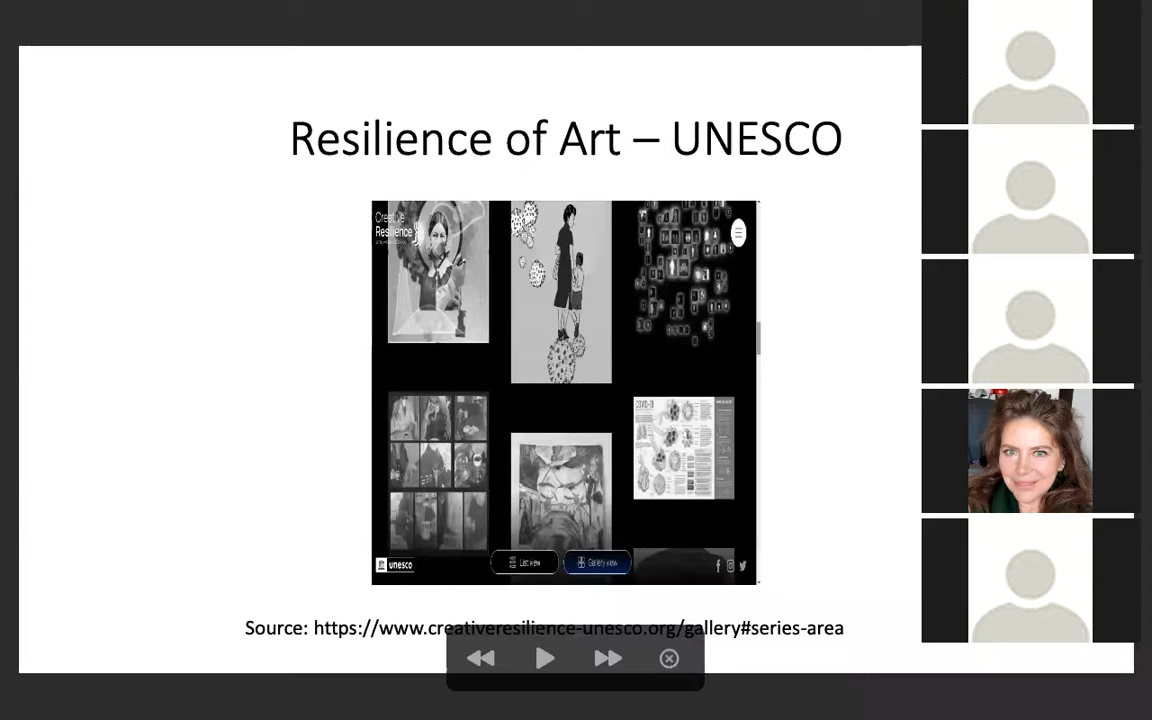 Resilience of Art – UNESCO
Creative
Resilience
COVID-19
unesco
List view
Gallery view
Source: https://www.creativeresilience-unesco.org/gallery#series-area